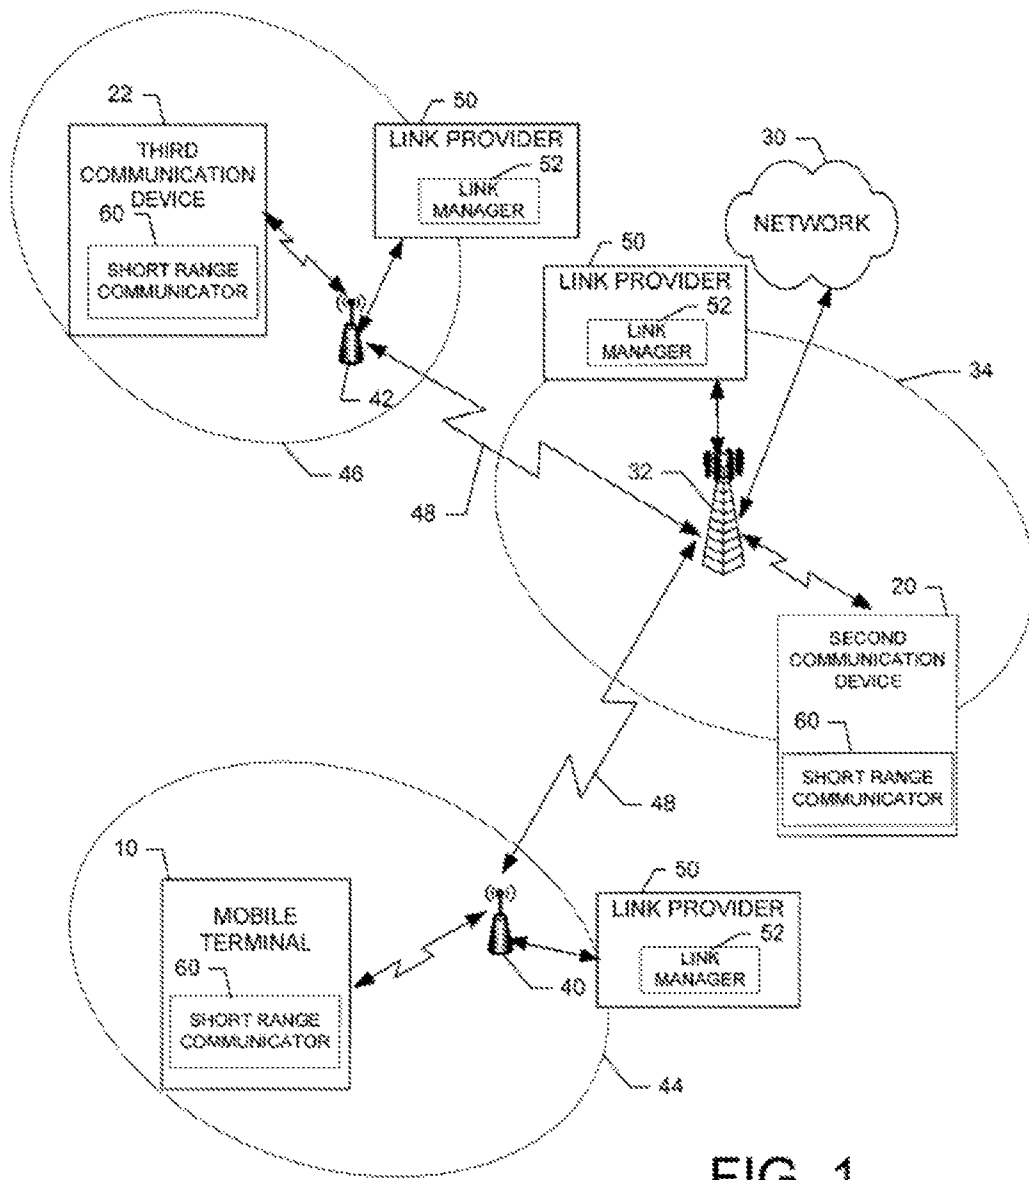 22
THIRD
COMMUNICATION
DEVICE
60
SHORT RANGE
COMMUNICATOR
50
LINK PROVIDER
52
LINK
MANAGER
30
NETWORK
50
LINK PROVIDER
52
LINK
MANAGER
34
42
46
48
32
20
SECOND
COMMUNICATION
DEVICE
60
SHORT RANGE
COMMUNICATOR
48
10
MOBILE
TERMINAL
60
SHORT RANGE
COMMUNICATOR
40
50
LINK PROVIDER
52
LINK
MANAGER
44
FIG. 1